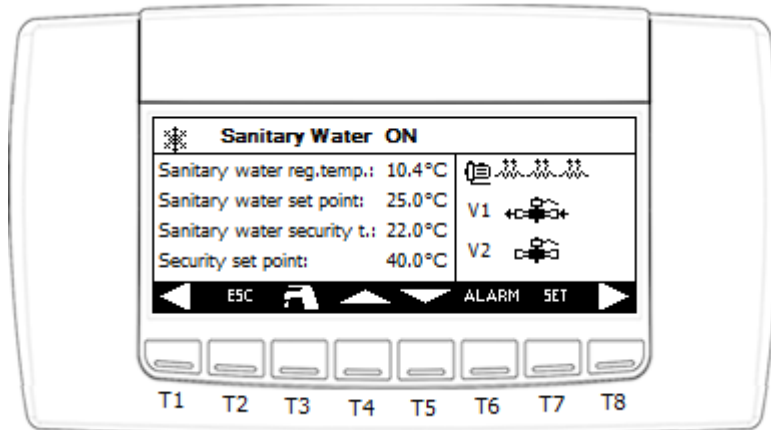 Sanitary Water ON
Sanitary water reg.temp.: 10.4°C
Sanitary water set point: 25.0°C
V1
Sanitary water security t.: 22.0°C
V2
Security set point: 40.0°C
ESC ALARM SET
T1 T2 T3 T4 T5 T6 T7 T8